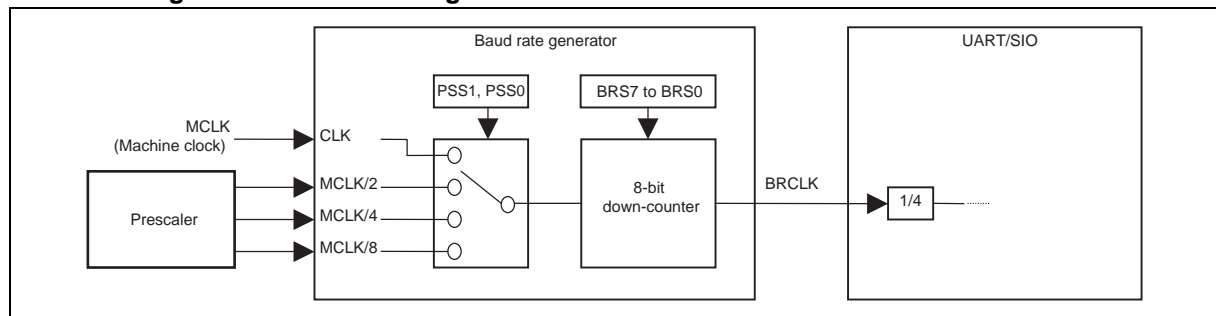 Baud rate generator
UART/SIO
PSS1, PSS0
BRS7 to BRS0
MCLK
(Machine clock)
CLK
MCLK/2
MCLK/4
MCLK/8
Prescaler
8-bit
down-counter
BRCLK
1/4